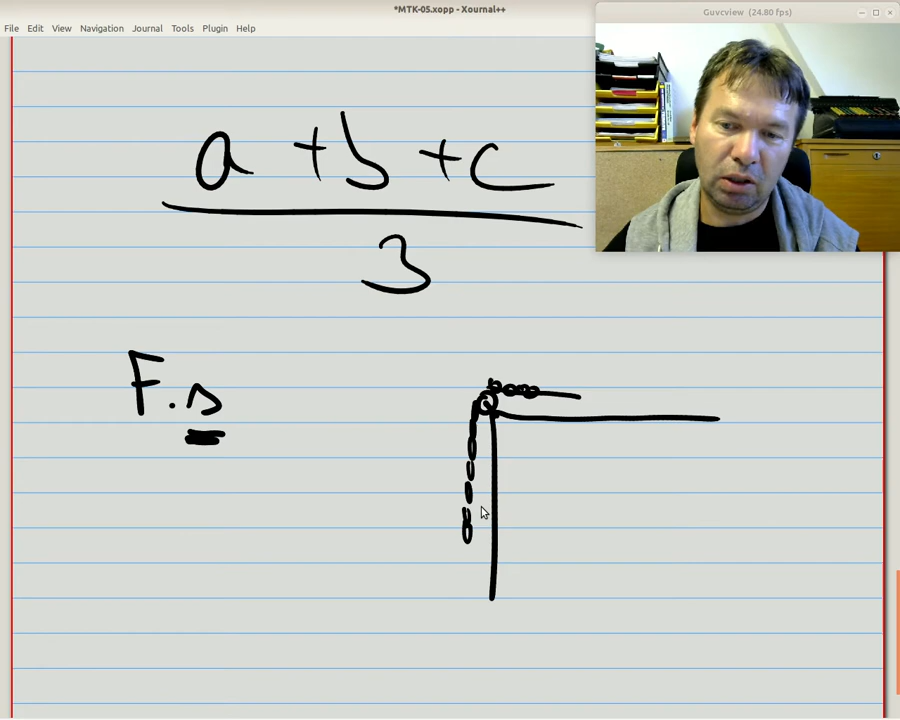 *MTK-05.xopp - Xournal++
File Edit View Navigation Journal Tools Plugin Help
Guvcview (24.80 fps)
a + b + c
3
F . s